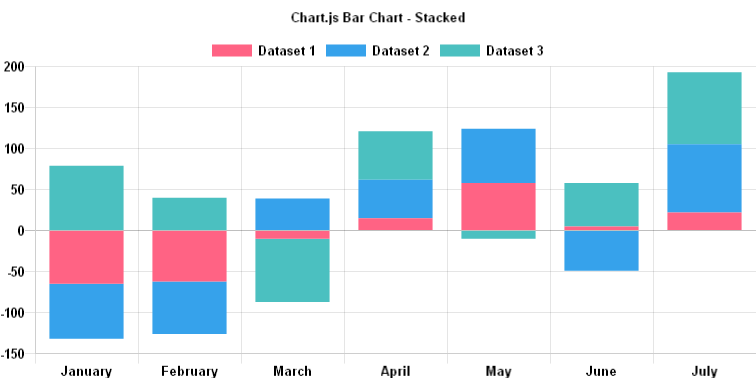 Chart.js Bar Chart - Stacked
Dataset 1 Dataset 2 Dataset 3
200
150
100
50
0
-50
-100
-150
January February March April May June July